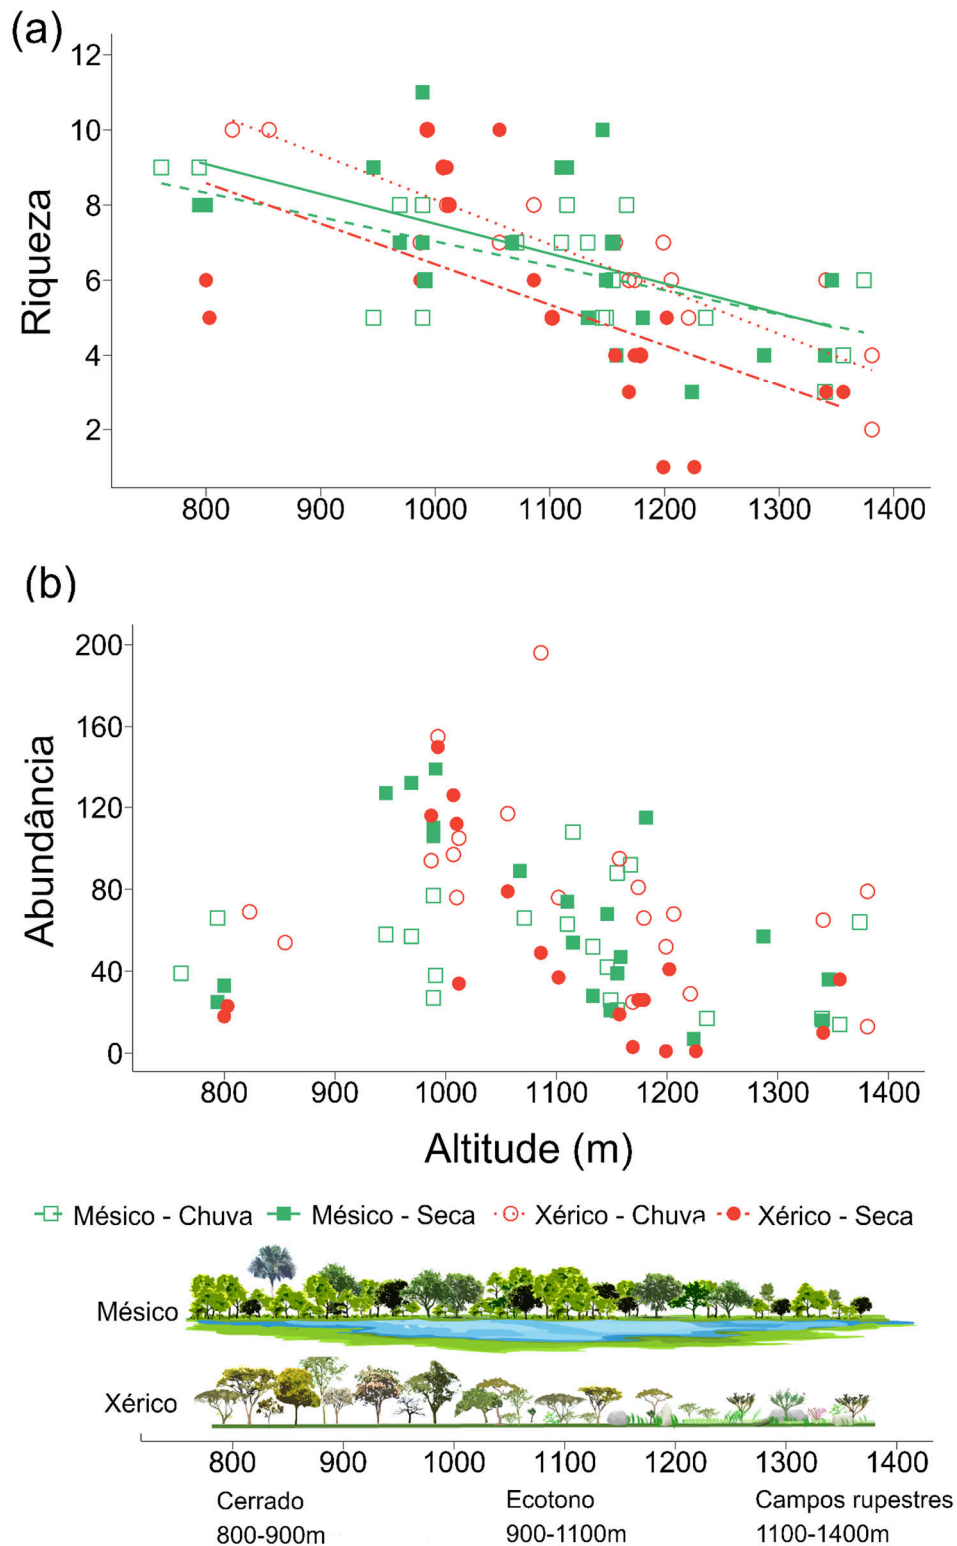 (a)
Riqueza
12
10
8
6
4
2
800 900 1000 1100 1200 1300 1400
(b)
Abundância
200
160
120
80
40
0
800 900 1000 1100 1200 1300 1400
Altitude (m)
Mésico - Chuva Mésico - Seca Xérico - Chuva Xérico - Seca
Mésico
Xérico
800 900 1000 1100 1200 1300 1400
Cerrado Ecotono Campos rupestres
800-900m 900-1100m 1100-1400m